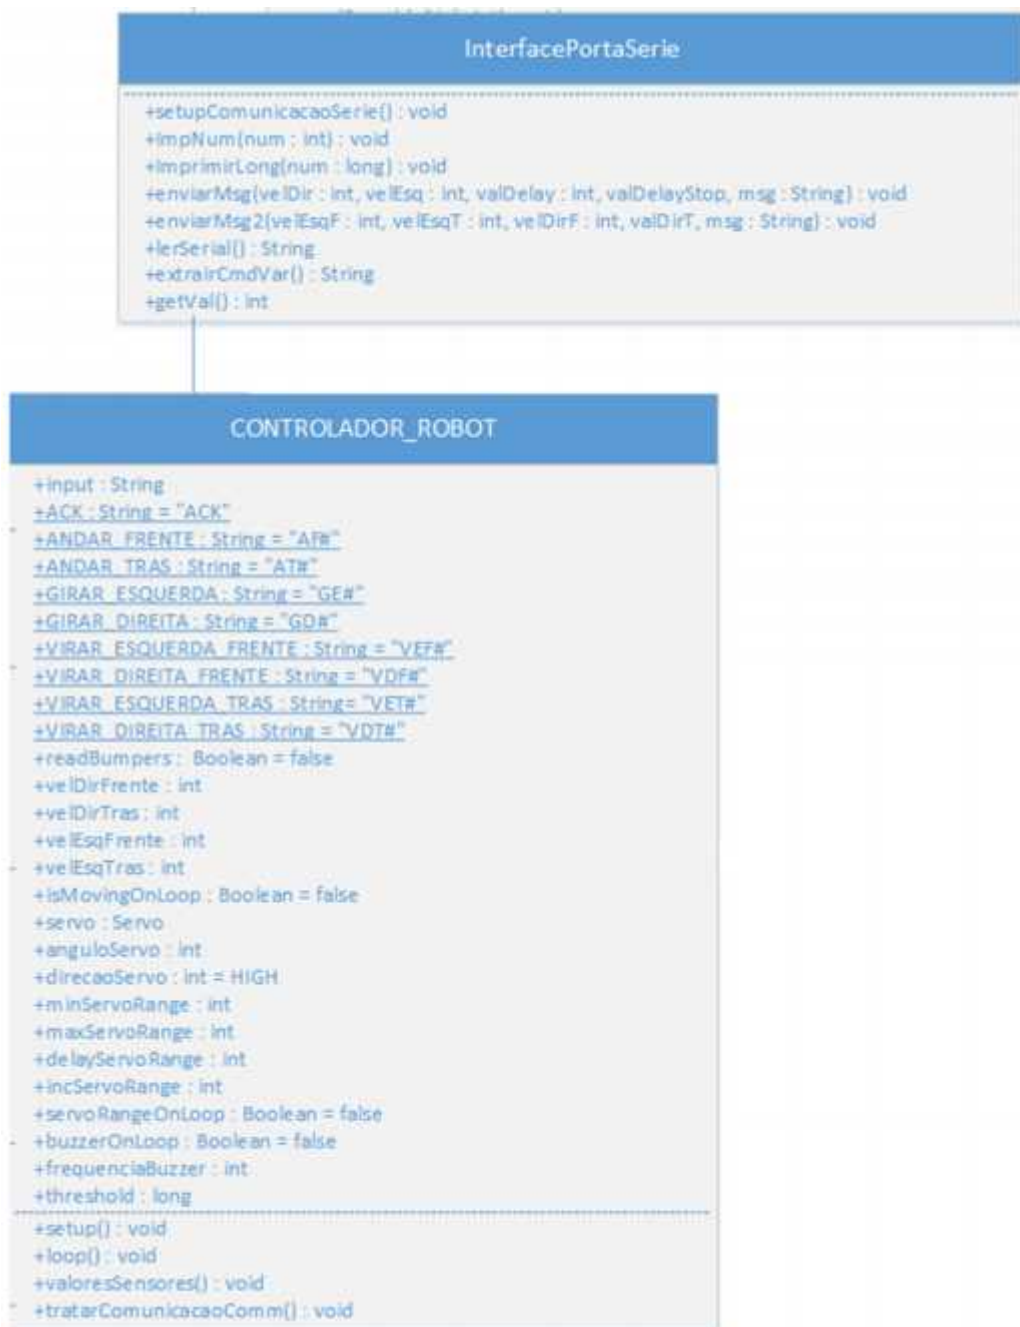 InterfacePortaSerie
+setupComunicacaoSerie() : void
+impNum(num : int) : void
+imprimirLong(num : long) : void
+enviarMsg(velDir : int, velEsq : int, valDelay : int, valDelayStop, msg : String) : void
+enviarMsg2(velEsqF : int, velEsqT : int, velDirF : int, valDirT, msg : String) : void
+lerSerial() : String
+extrairCmdVar() : String
+getVal() : int
CONTROLADOR_ROBOT
+input : String
+ACK : String = "ACK"
+ANDAR_FRENTE : String = "AF#"
+ANDAR_TRAS : String = "AT#"
+GIRAR_ESQUERDA : String = "GE#"
+GIRAR_DIREITA : String = "GD#"
+VIRAR_ESQUERDA_FRENTE : String = "VEF#"
+VIRAR_DIREITA_FRENTE : String = "VDF#"
+VIRAR_ESQUERDA_TRAS : String= "VET#"
+VIRAR_DIREITA_TRAS : String = "VDT#"
+readBumpers : Boolean = false
+velDirFrente : int
+velDirTras : int
+velEsqFrente : int
+velEsqTras : int
+isMovingOnLoop : Boolean = false
+servo : Servo
+anguloServo : int
+direcaoServo : int = HIGH
+minServoRange : int
+maxServoRange : int
+delayServoRange : int
+incServoRange : int
+servoRangeOnLoop : Boolean = false
+buzzerOnLoop : Boolean = false
+frequenciaBuzzer : int
+threshold : long
+setup() : void
+loop() : void
+valoresSensores() : void
+tratarComunicacaoComm() : void